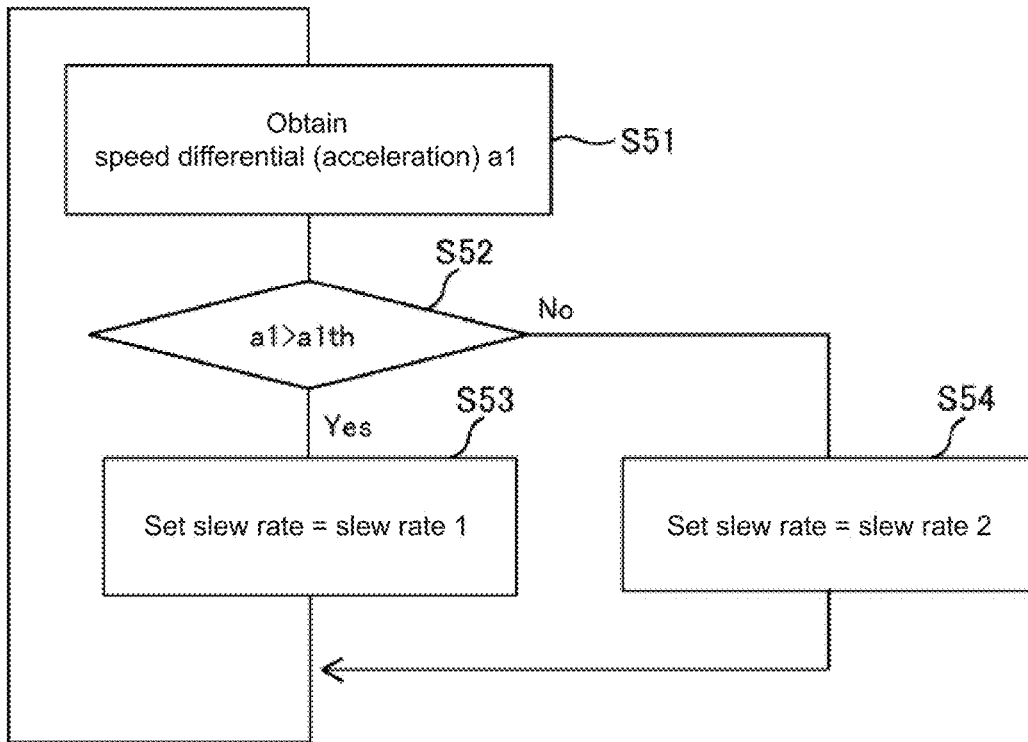 Obtain
speed differential (acceleration) a1
S51
S52
a1>a1th
No
Yes
S53
S54
Set slew rate = slew rate 1
Set slew rate = slew rate 2